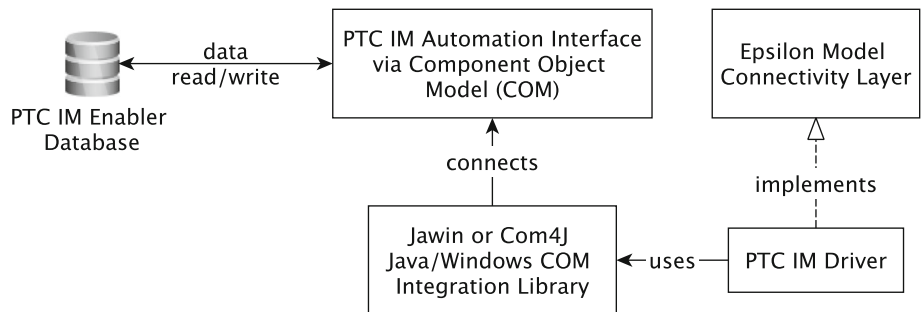 data
read/write
PTC IM Enabler
Database
PTC IM Automation Interface
via Component Object
Model (COM)
Epsilon Model
Connectivity Layer
connects
implements
Jawin or Com4J
Java/Windows COM
Integration Library
uses
PTC IM Driver